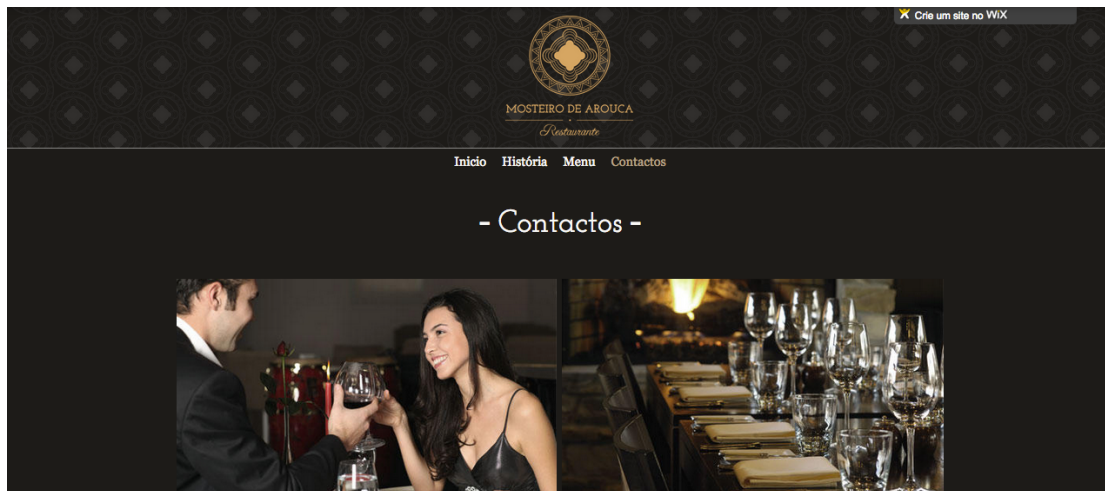 Crie um site no WiX
MOSTEIRO DE AROUCA
Restaurante
Inicio História Menu Contactos
- Contactos -